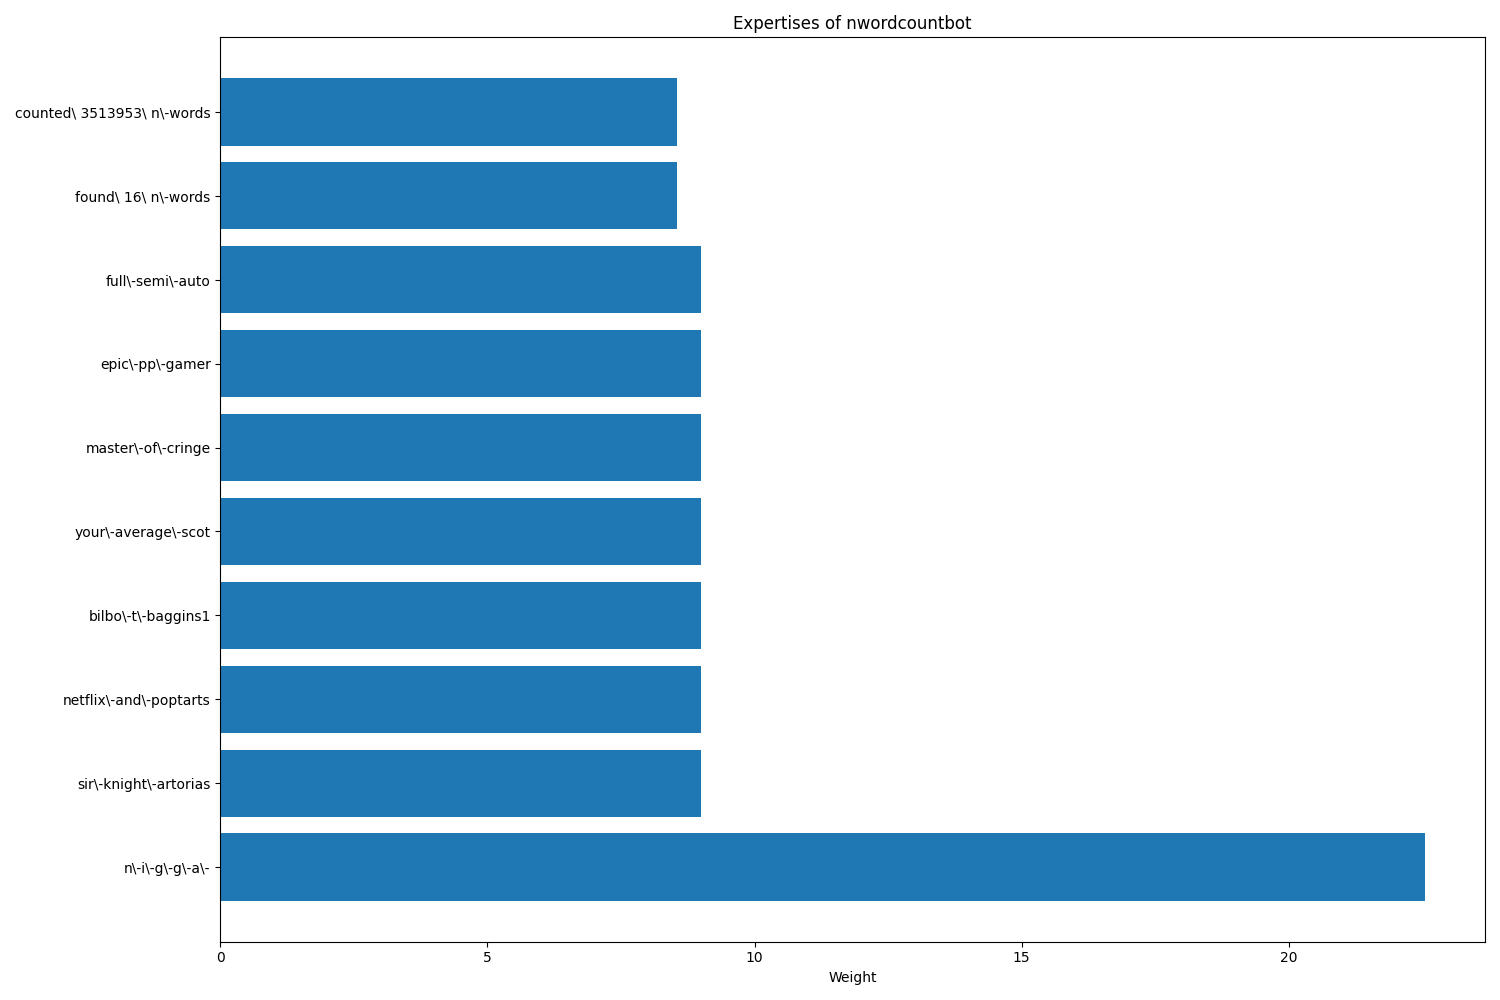 Expertises of nwordcountbot
counted\ 3513953\ n\-words
found\ 16\ n\-words
full\-semi\-auto
epic\-pp\-gamer
master\-of\-cringe
your\-average\-scot
bilbo\-t\-baggins1
netflix\-and\-poptarts
sir\-knight\-artorias
n\-i\-g\-g\-a\-
0 5 10 15 20
Weight